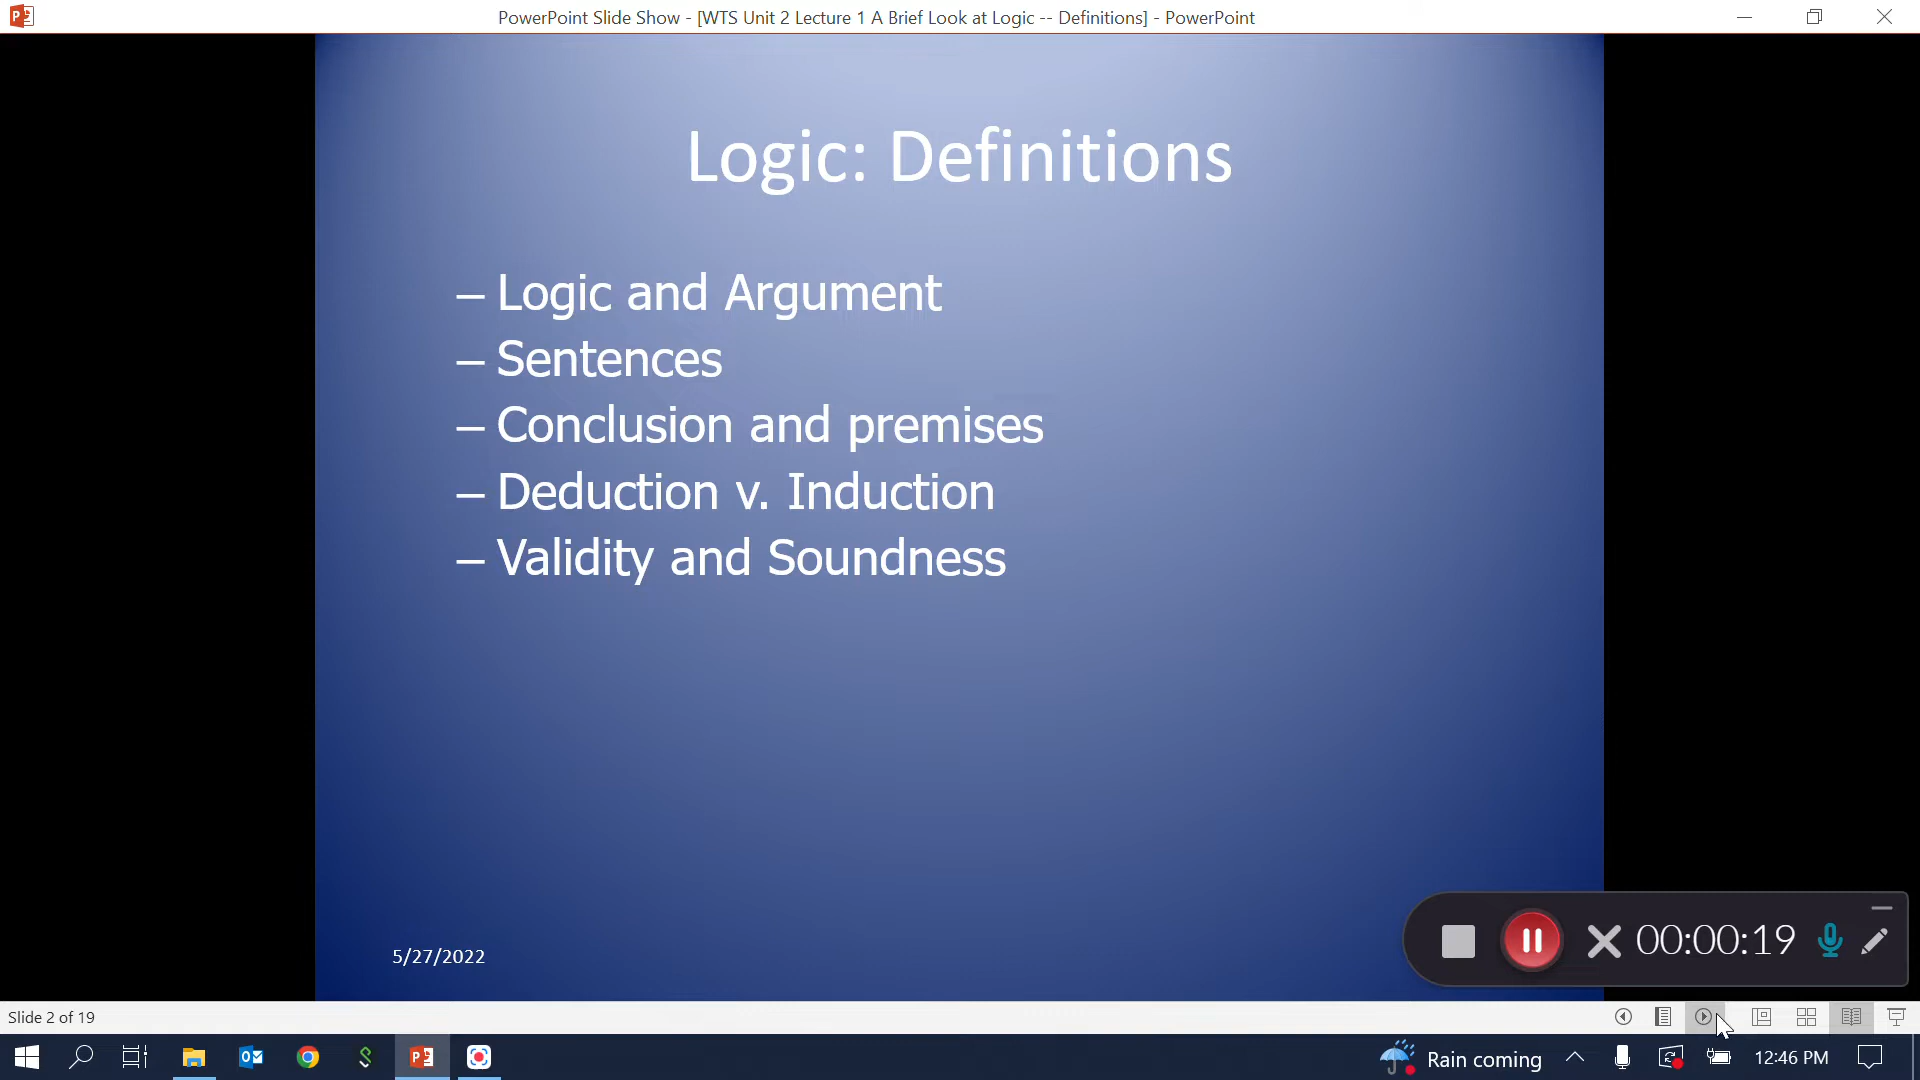 PowerPoint Slide Show - [WTS Unit 2 Lecture 1 A Brief Look at Logic -- Definitions] - PowerPoint
Logic: Definitions
– Logic and Argument
– Sentences
– Conclusion and premises
– Deduction v. Induction
– Validity and Soundness
00:00:19
5/27/2022
Slide 2 of 19
Rain coming
12:46 PM